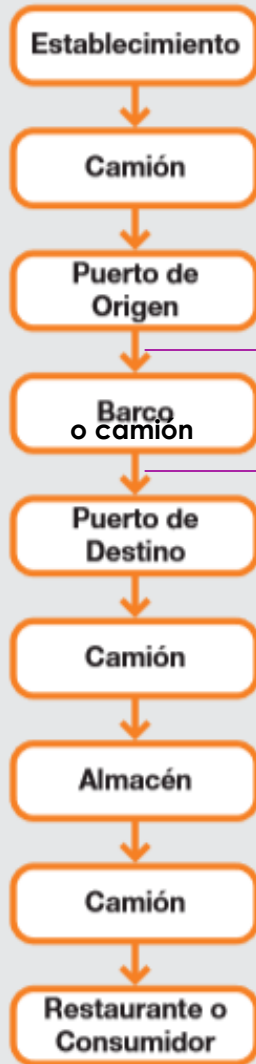 Establecimiento
Camión
Puerto de
Origen
Barco
o camión
Puerto de
Destino
Camión
Almacén
Camión
Restaurante o
Consumidor